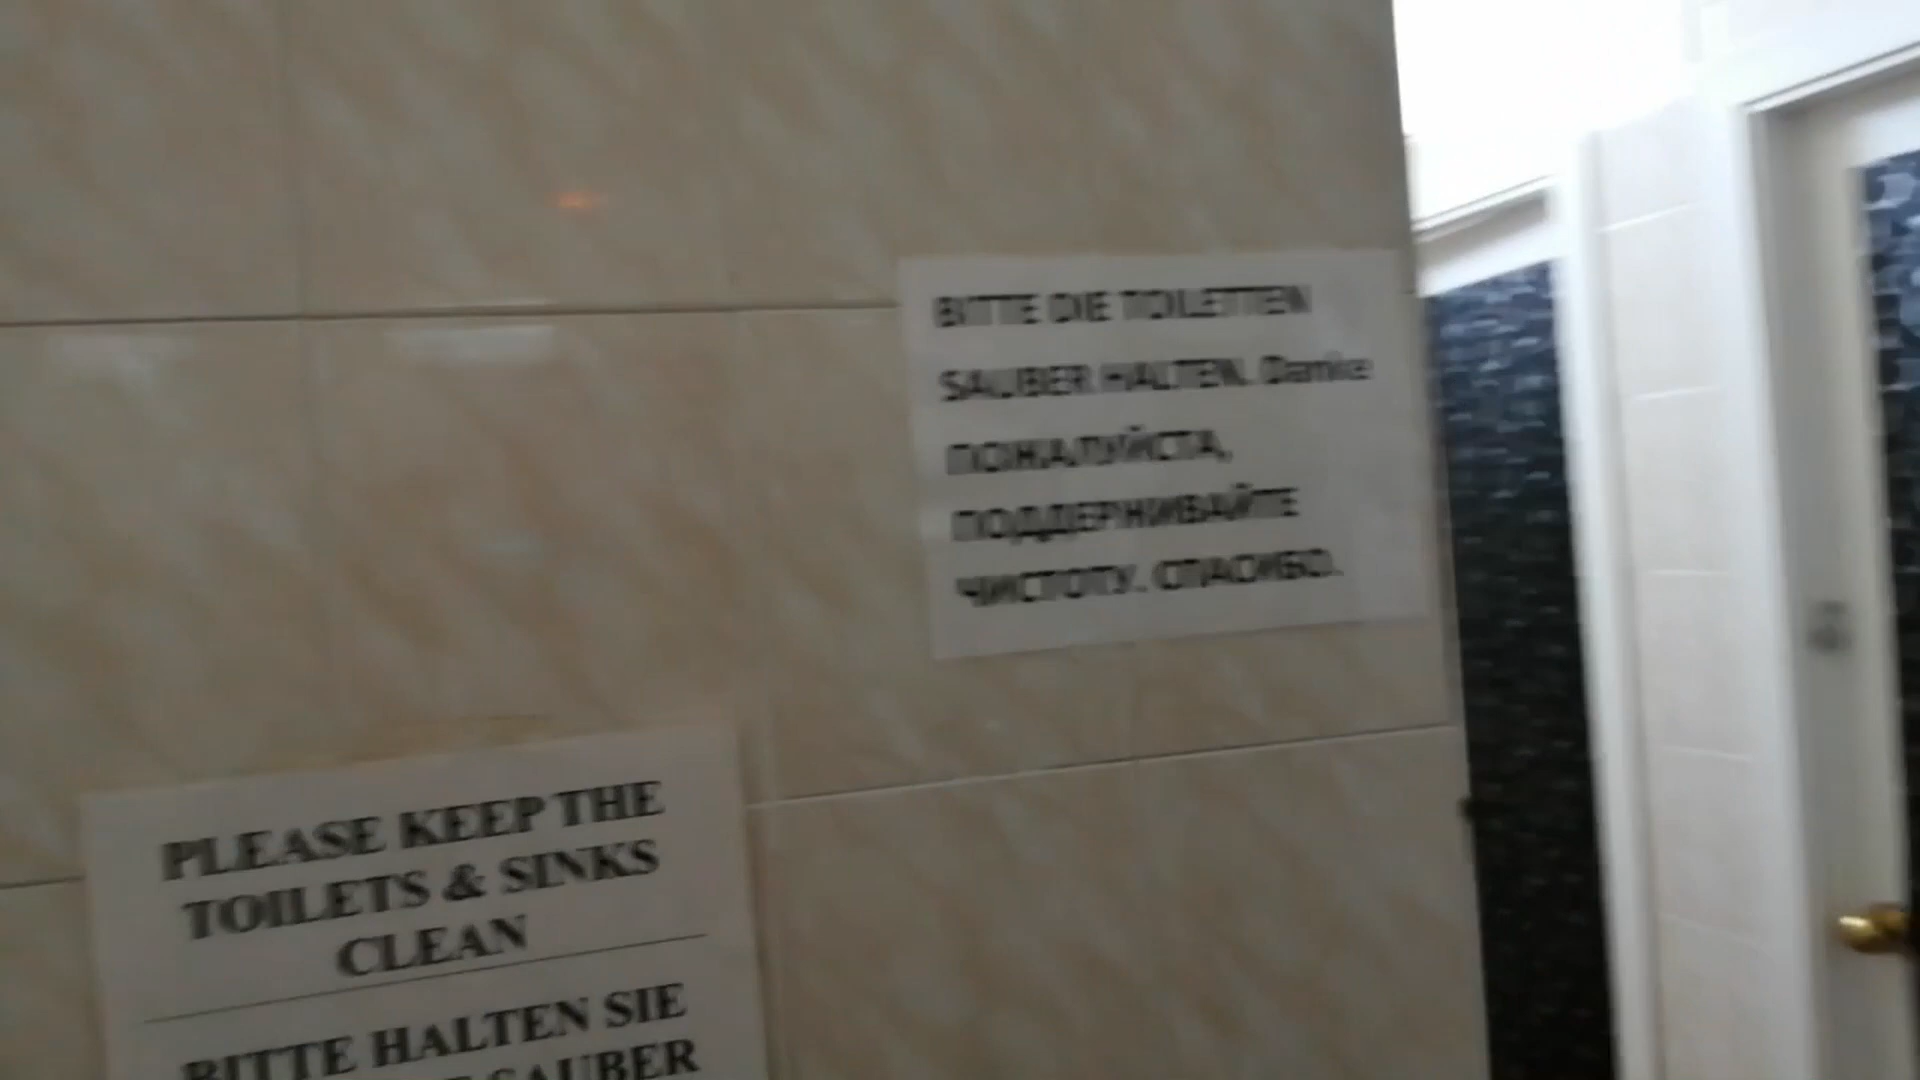 BITTE DIE TOILETTEN
SAUBER HALTEN. Danke
ПОЖАЛУЙСТА,
ПОДДЕРЖИВАЙТЕ
ЧИСТОТУ. СПАСИБО.
PLEASE KEEP THE
TOILETS & SINKS
CLEAN
BITTE HALTEN SIE
SAUBER